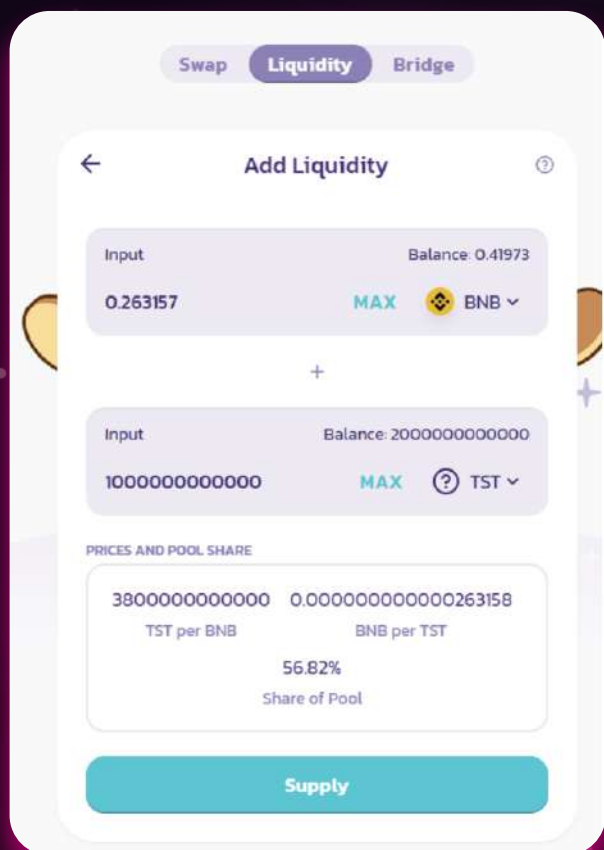 Swap Liquidity Bridge
Add Liquidity
Input Balance: 0.41973
0.263157 MAX BNB
+
Input Balance: 2000000000000
1000000000000 MAX TST
PRICES AND POOL SHARE
3800000000000 0.000000000000263158
TST per BNB BNB per TST
56.82%
Share of Pool
Supply